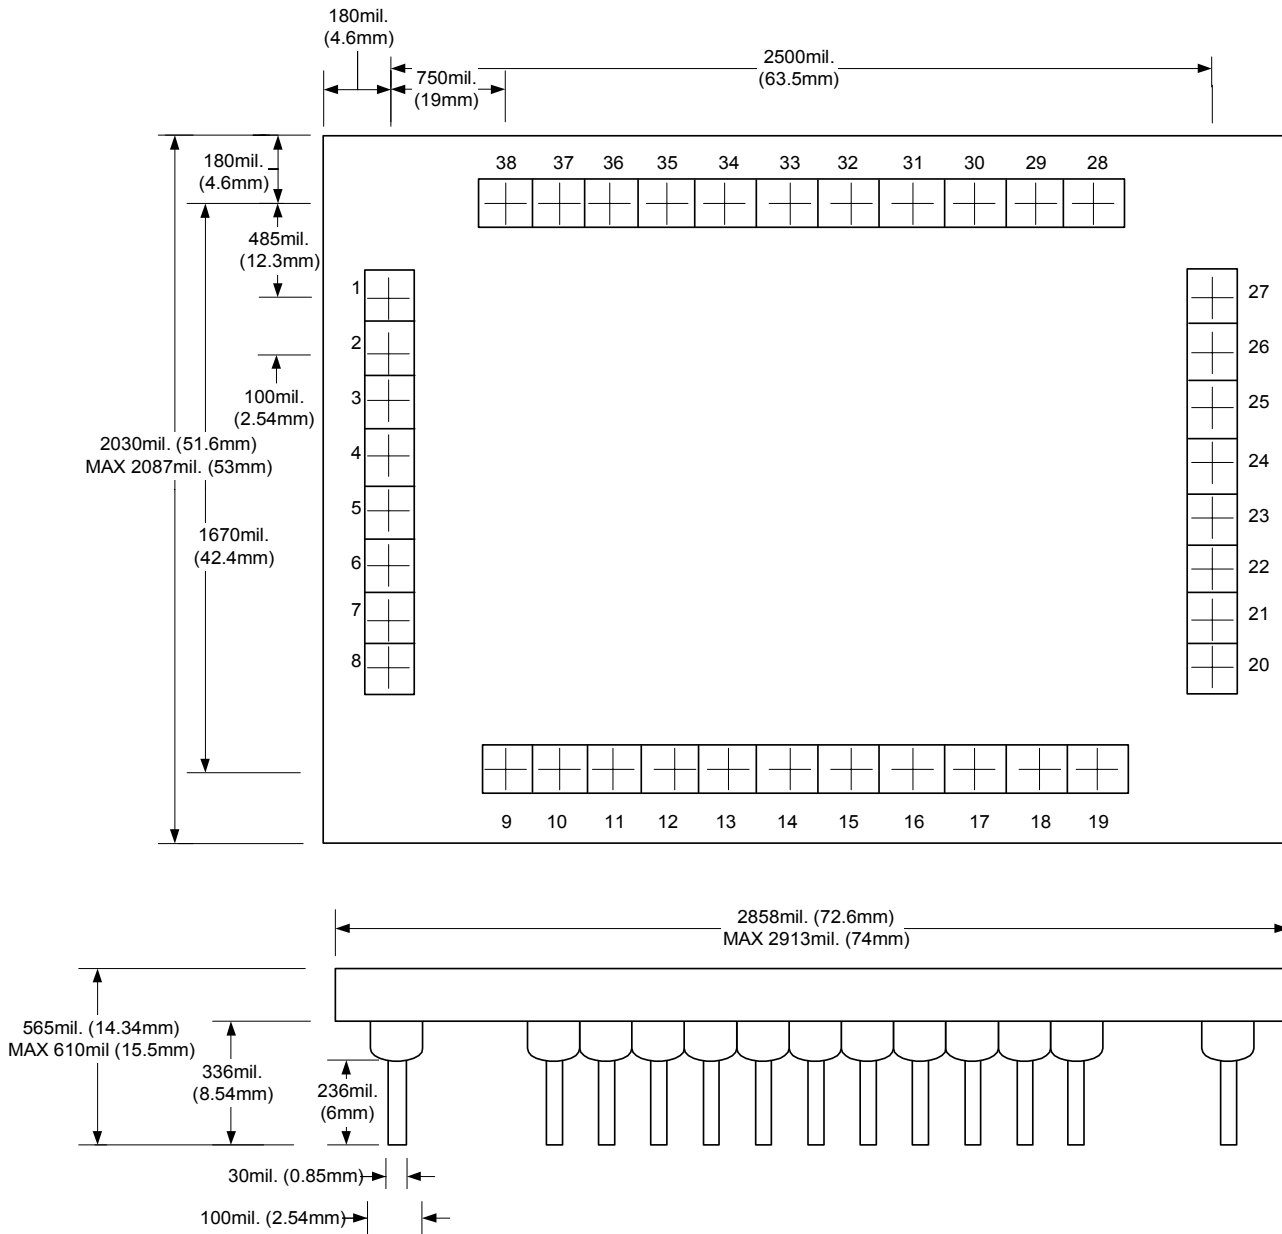 180mil.
(4.6mm)
2500mil.
(63.5mm)
750mil.
(19mm)
180mil.
(4.6mm)
38 37 36 35 34 33 32 31 30 29 28
485mil.
(12.3mm)
1 27
2 26
3 25
100mil.
(2.54mm)
2030mil. (51.6mm)
MAX 2087mil. (53mm)
4 24
5 23
1670mil.
(42.4mm)
6 22
7 21
8 20
9 10 11 12 13 14 15 16 17 18 19
2858mil. (72.6mm)
MAX 2913mil. (74mm)
565mil. (14.34mm)
MAX 610mil (15.5mm)
336mil.
(8.54mm)
236mil.
(6mm)
30mil. (0.85mm)
100mil. (2.54mm)